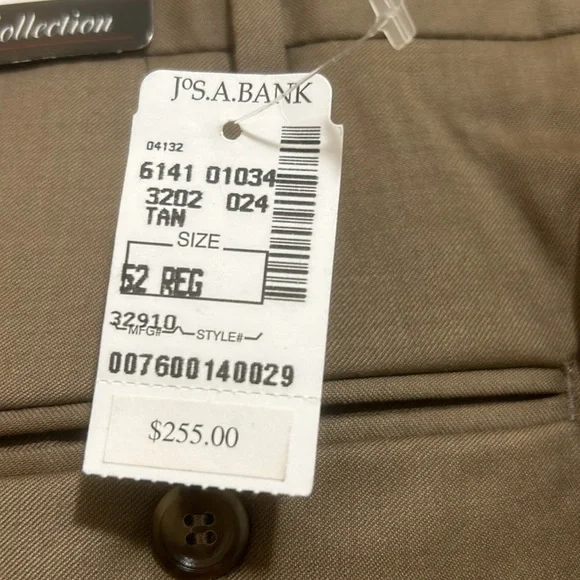 Collection
JoS.A.BANK
04132
6141 01034
3202 024
TAN
SIZE
52 REG
32910
MFG# STYLE#
007600140029
$255.00